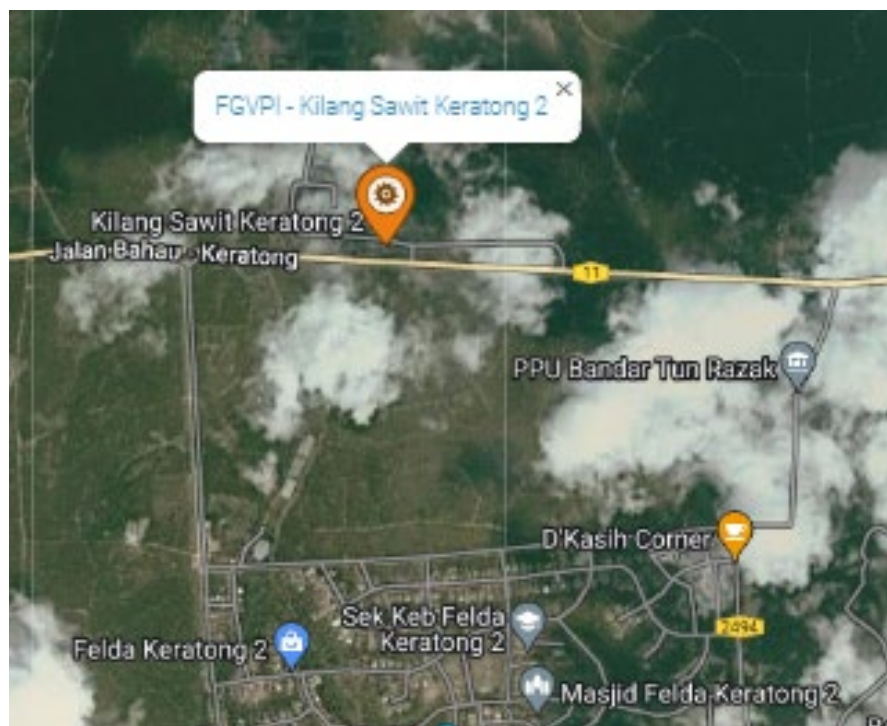 FGVPI - Kilang Sawit Keratong 2
Kilang Sawit Keratong 2
Jalan Bahau - Keratong
11
PPU Bandar Tun Razak
D'Kasih Corner
2494
Sek Keb Felda
Keratong 2
Felda Keratong 2
Masjid Felda Keratong 2